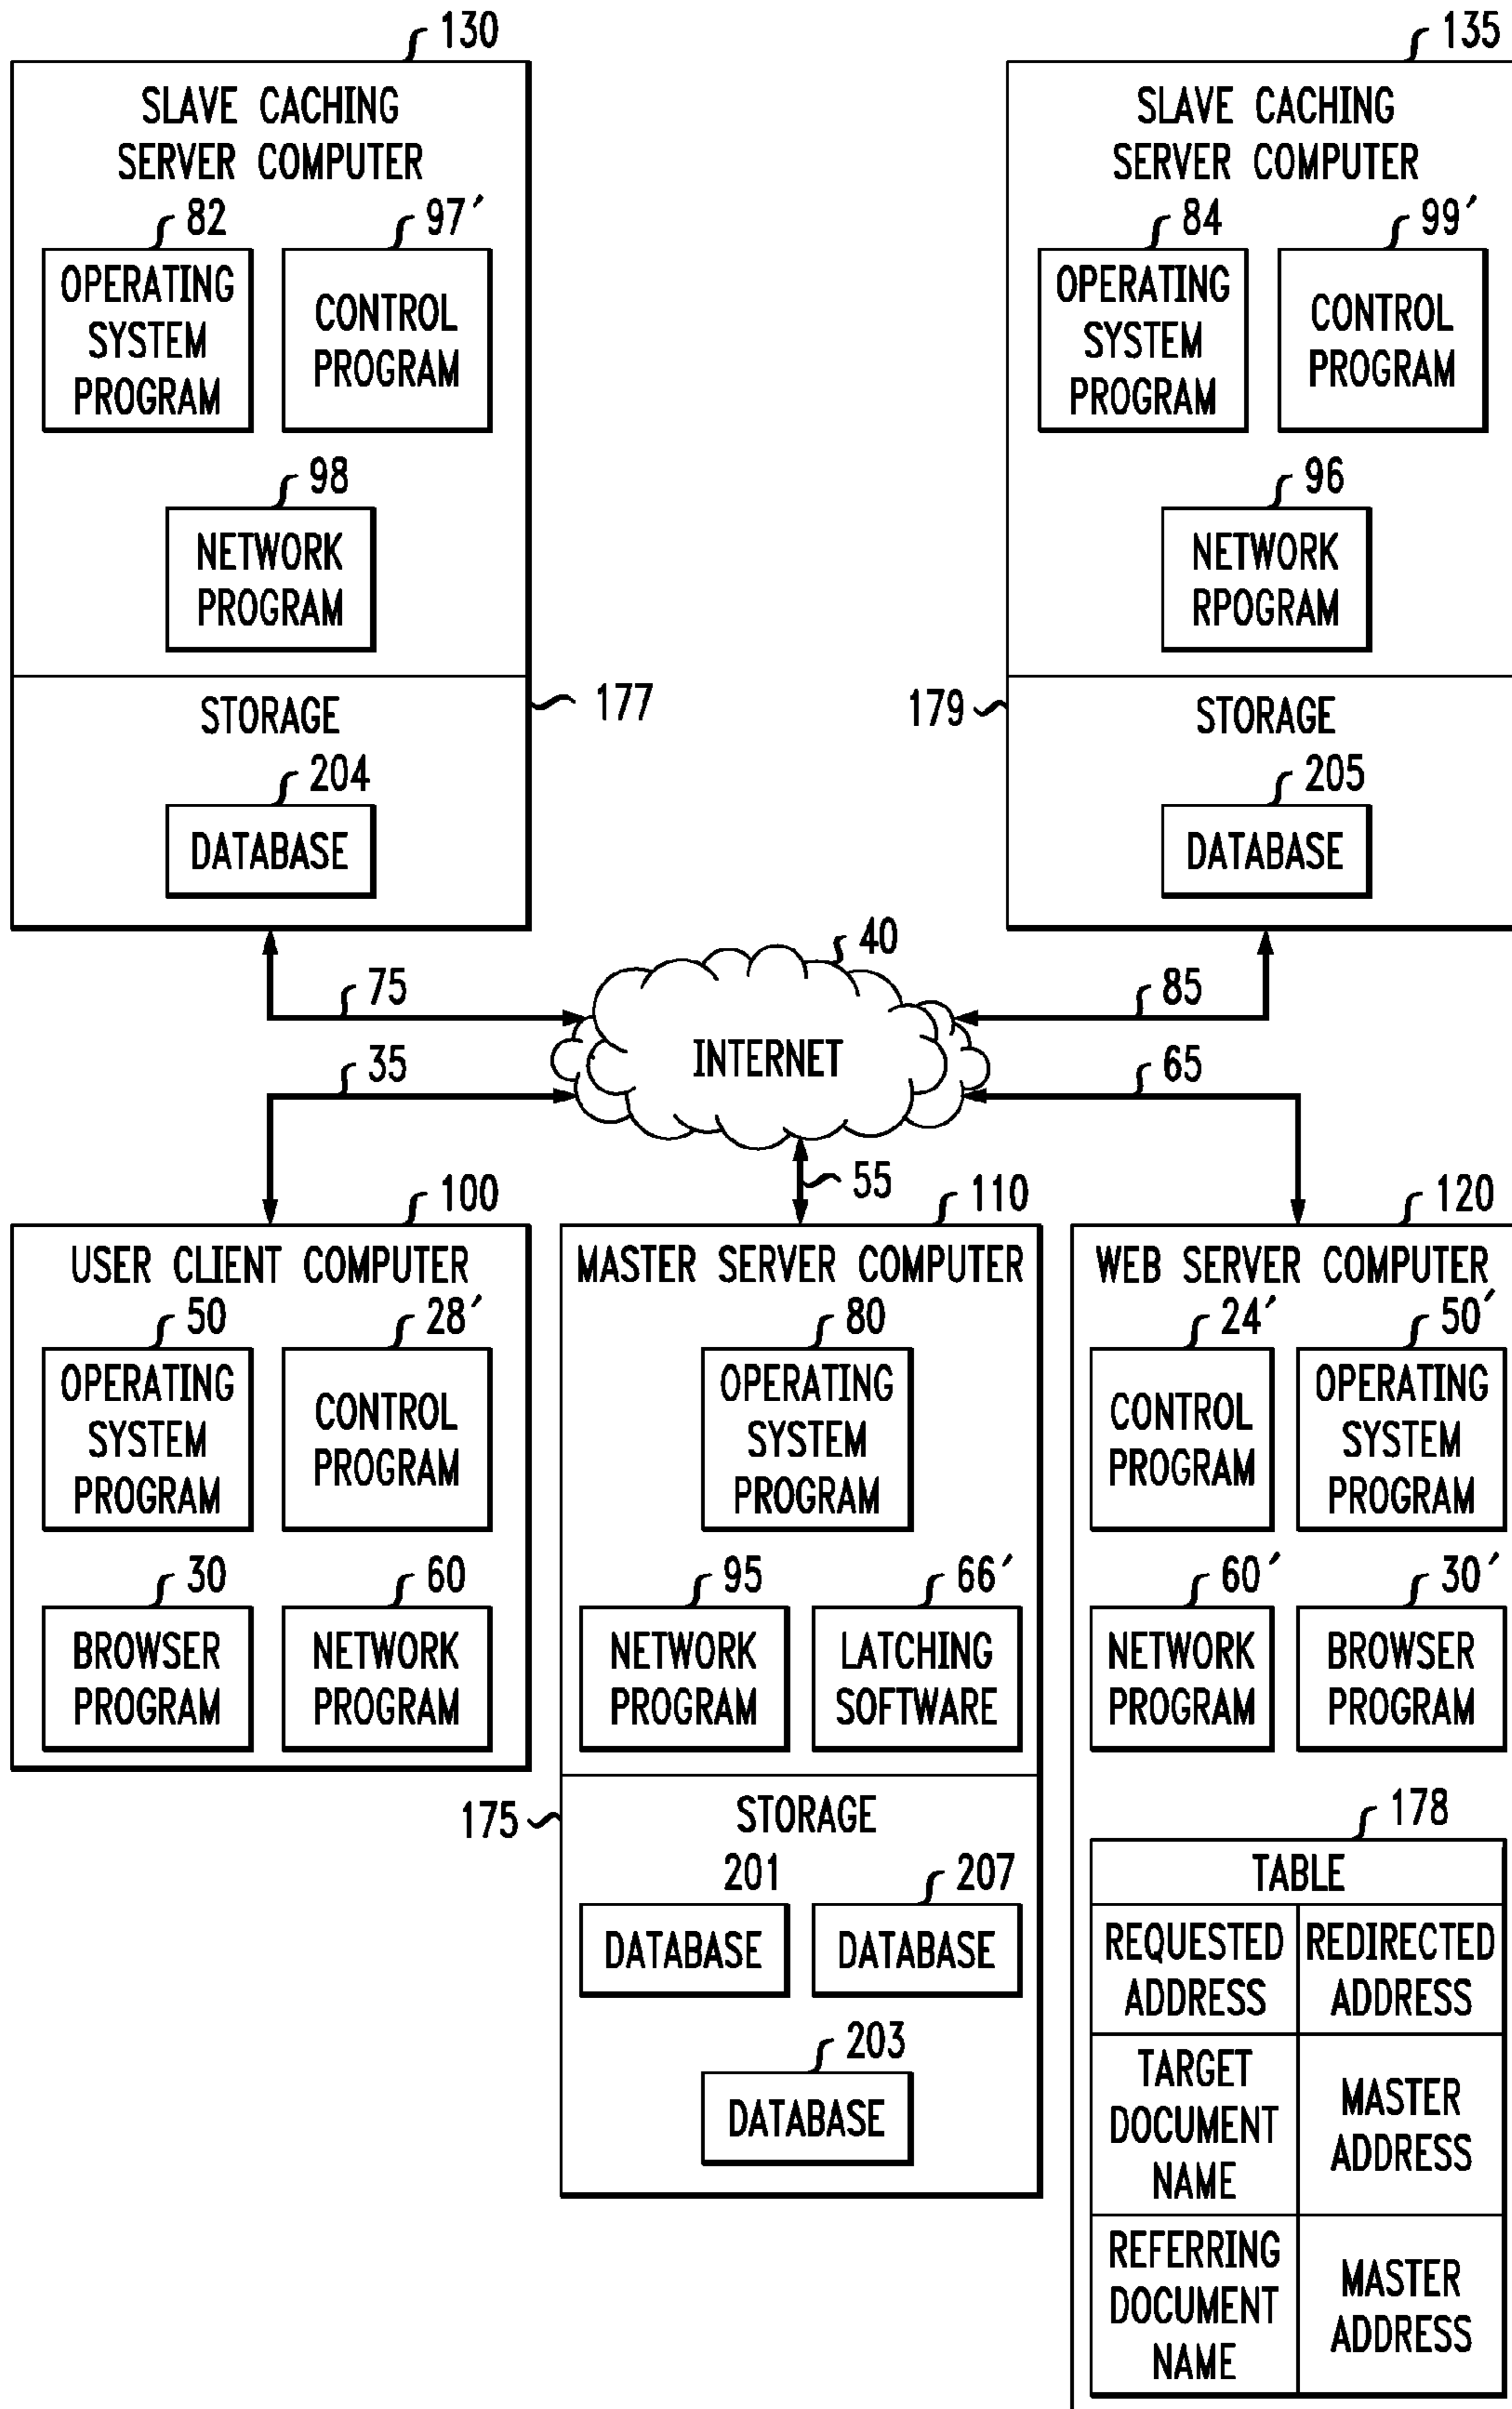 130
SLAVE CACHING
SERVER COMPUTER
82
97′
OPERATING
SYSTEM
PROGRAM
CONTROL
PROGRAM
98
NETWORK
PROGRAM
STORAGE
177
204
DATABASE
135
SLAVE CACHING
SERVER COMPUTER
84
99′
OPERATING
SYSTEM
PROGRAM
CONTROL
PROGRAM
96
NETWORK
RPOGRAM
179
STORAGE
205
DATABASE
40
75
85
INTERNET
35
65
55
100
USER CLIENT COMPUTER
50
28′
OPERATING
SYSTEM
PROGRAM
CONTROL
PROGRAM
30
60
BROWSER
PROGRAM
NETWORK
PROGRAM
110
MASTER SERVER COMPUTER
80
OPERATING
SYSTEM
PROGRAM
95
66′
NETWORK
PROGRAM
LATCHING
SOFTWARE
175
STORAGE
201
207
DATABASE
DATABASE
203
DATABASE
120
WEB SERVER COMPUTER
24′
50′
CONTROL
PROGRAM
OPERATING
SYSTEM
PROGRAM
60′
30′
NETWORK
PROGRAM
BROWSER
PROGRAM
178
TABLE
REQUESTED
ADDRESS
REDIRECTED
ADDRESS
TARGET
DOCUMENT
NAME
MASTER
ADDRESS
REFERRING
DOCUMENT
NAME
MASTER
ADDRESS